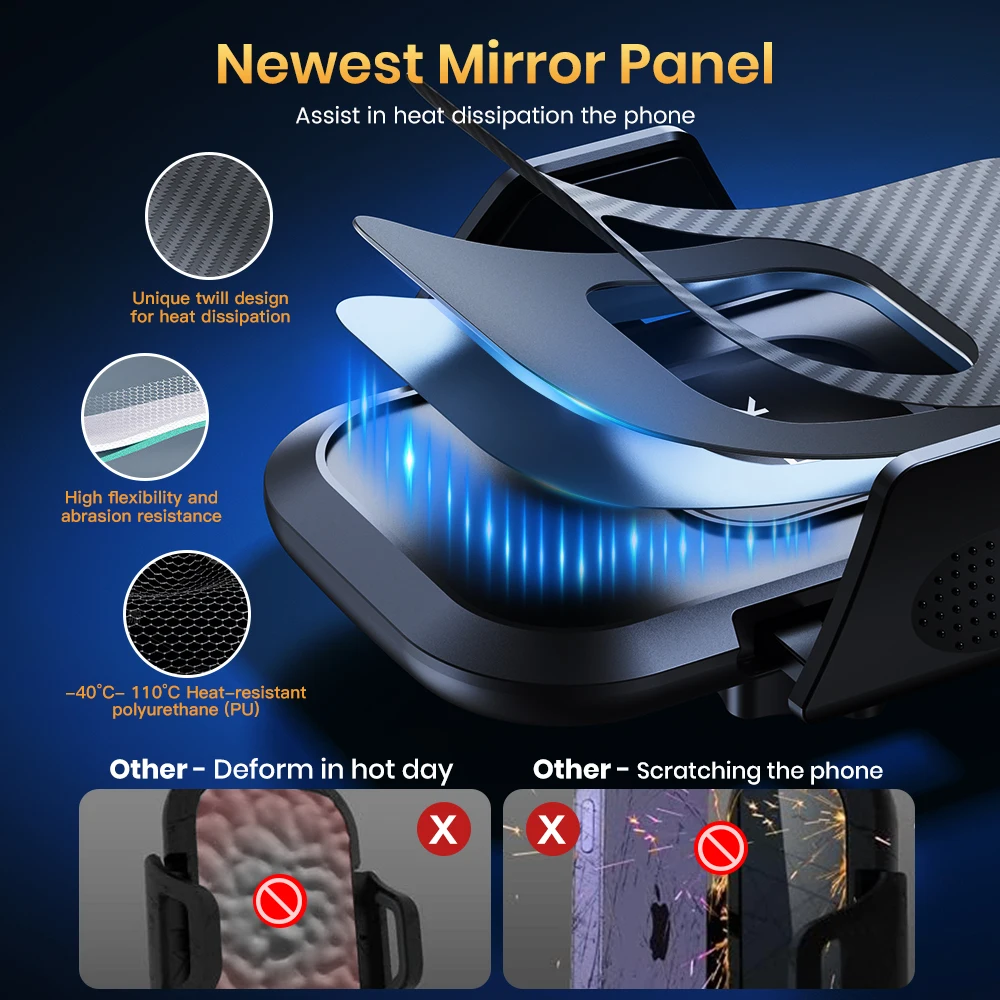 Newest Mirror Panel
Assist in heat dissipation the phone
Unique twill design
for heat dissipation
High flexibility and
abrasion resistance
-40°C- 110°C Heat-resistant
polyurethane (PU)
Other - Deform in hot day
Other - Scratching the phone
X
X